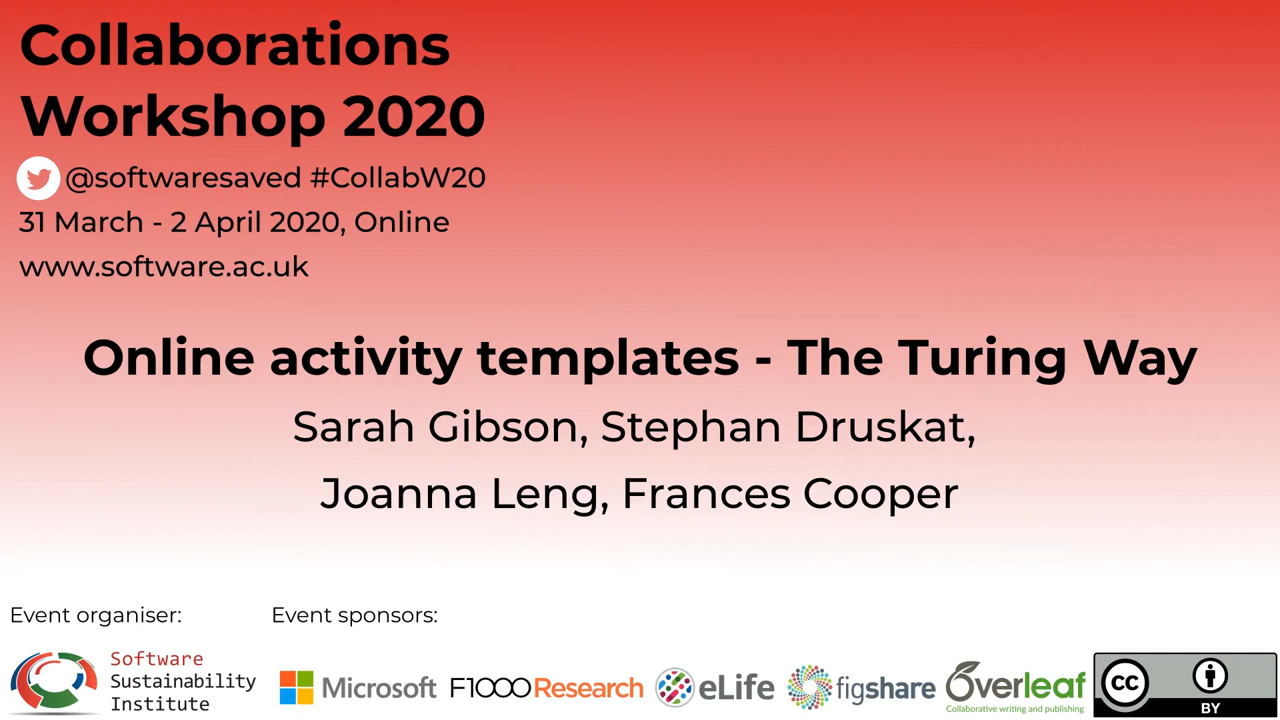 Collaborations
Workshop 2020
@softwaresaved #CollabW20
31 March - 2 April 2020, Online
www.software.ac.uk
Online activity templates - The Turing Way
Sarah Gibson, Stephan Druskat,
Joanna Leng, Frances Cooper
Event organiser:
Event sponsors:
Software
Sustainability
Institute
Microsoft
F1000Research
eLife
figshare
Overleaf
Collaborative writing and publishing
CC
BY